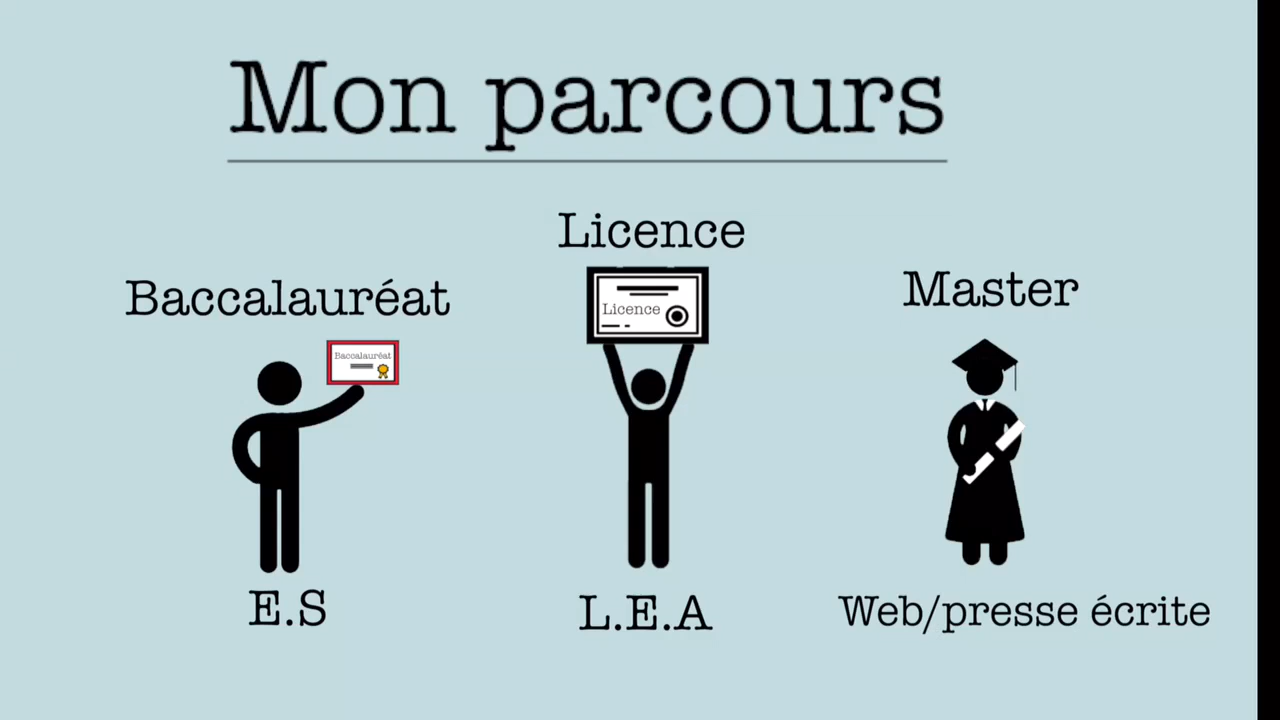 Mon parcours
Licence
Baccalauréat
Master
Licence
Baccalauréat
E.S
L.E.A
Web/presse écrite